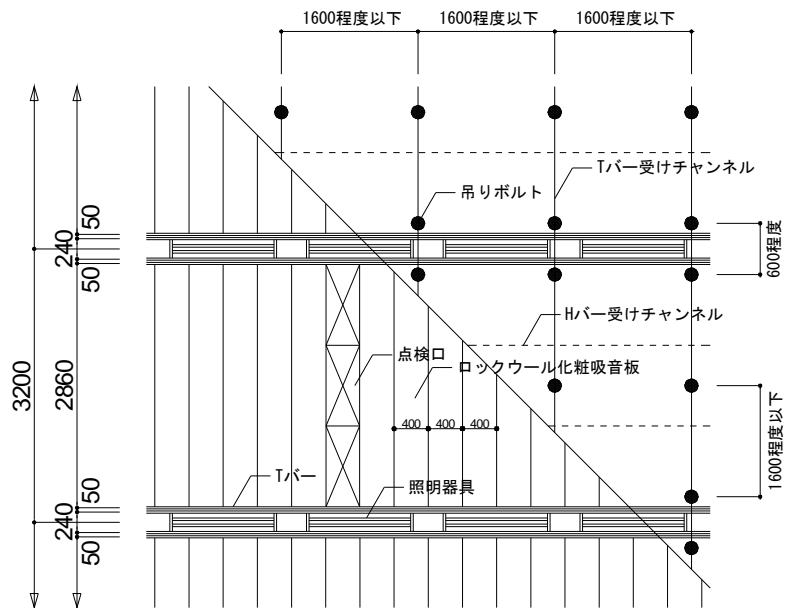 1600程度以下
1600程度以下
1600程度以下
Tバー受けチャンネル
吊りボルト
50
240
50
600程度
Hバー受けチャンネル
点検口
ロックウール化粧吸音板
3200
2860
400
400
400
1600程度以下
Tバー
照明器具
50
240
50